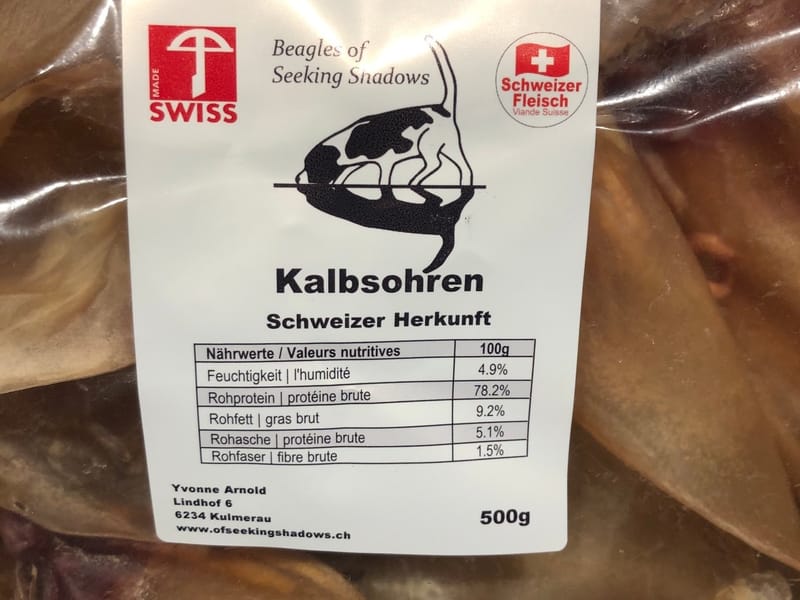 MADE
SWISS
Beagles of
Seeking Shadows
Schweizer
Fleisch
Viande Suisse
Kalbsohren
Schweizer Herkunft
Nährwerte / Valeurs nutritives 100g
Feuchtigkeit | l'humidité 4.9%
Rohprotein | protéine brute 78.2%
Rohfett | gras brut 9.2%
Rohasche | protéine brute 5.1%
Rohfaser | fibre brute 1.5%
Yvonne Arnold
Lindhof 6
6234 Kulmerau
www.ofseekingshadows.ch
500g